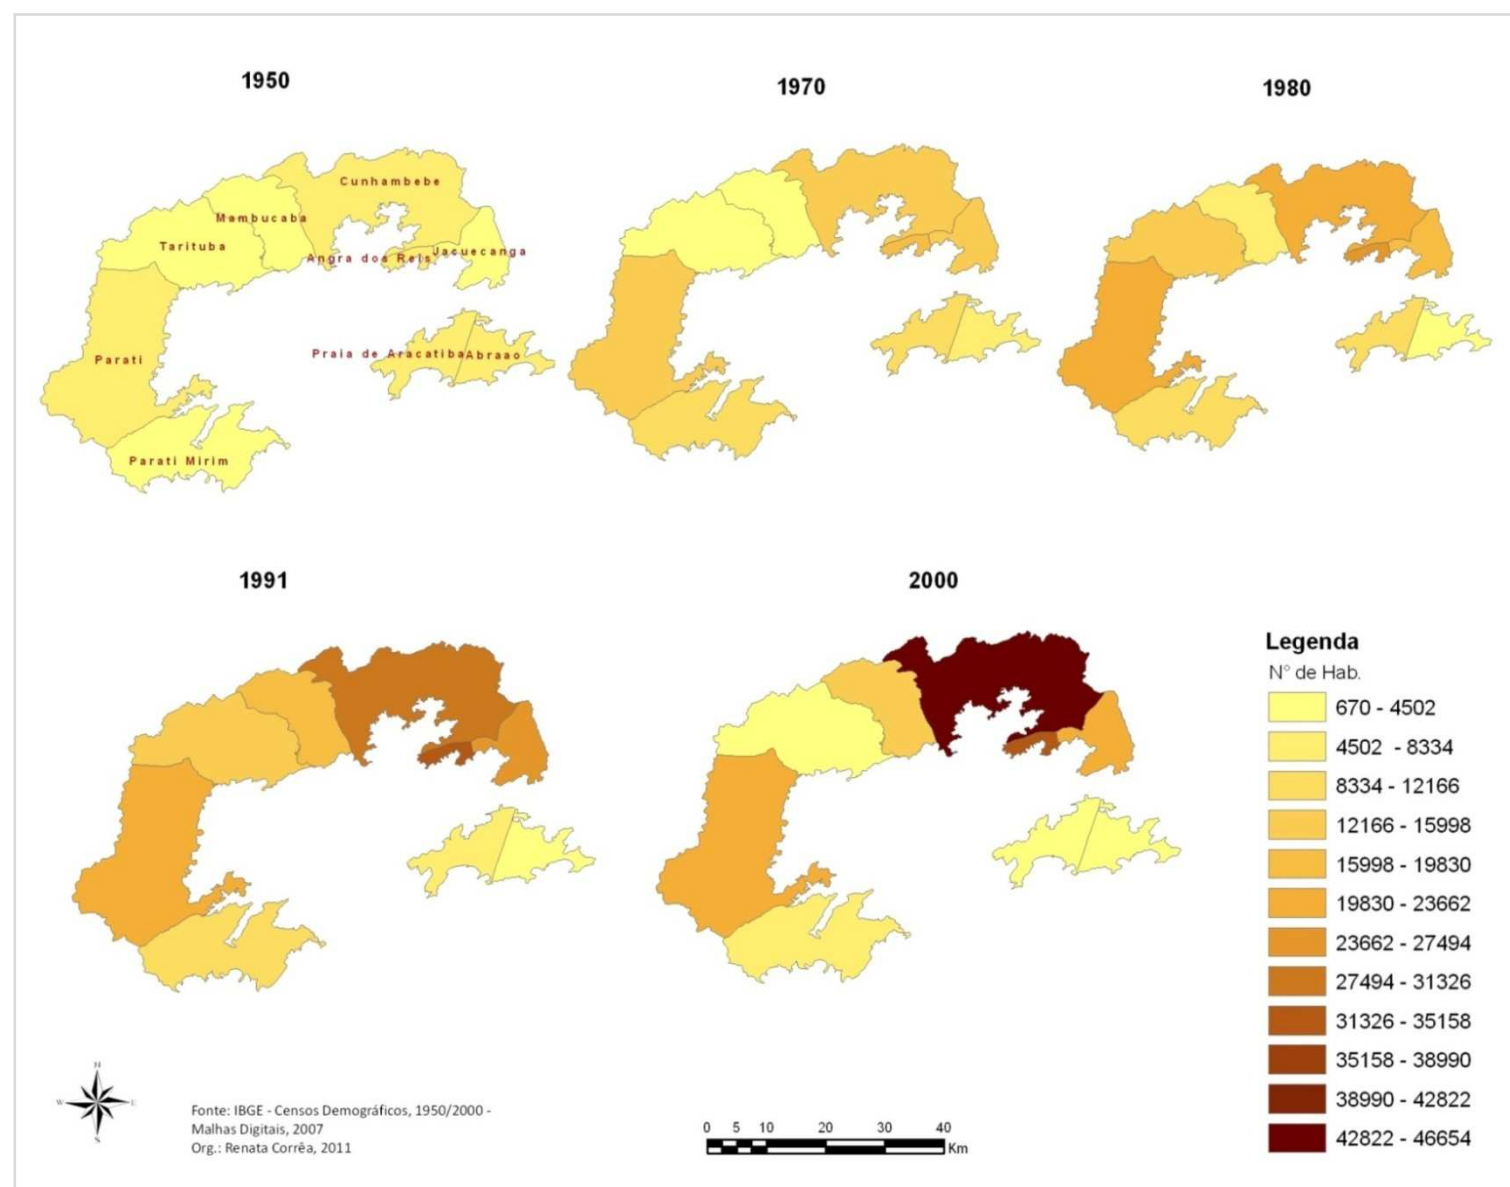 1950
1970
1980
Cunhambebe
Mambucaba
Tarituba
Angra dos Reis
Jacuecanga
Praia de Aracatiba
Abraao
Parati
Parati Mirim
1991
2000
Legenda
N° de Hab.
670 - 4502
4502 - 8334
8334 - 12166
12166 - 15998
15998 - 19830
19830 - 23662
23662 - 27494
27494 - 31326
31326 - 35158
35158 - 38990
38990 - 42822
42822 - 46654
N
W
S
Fonte: IBGE - Censos Demográficos, 1950/2000 -
Malhas Digitais, 2007
Org.: Renata Corrêa, 2011
0 5 10 20 30 40
Km